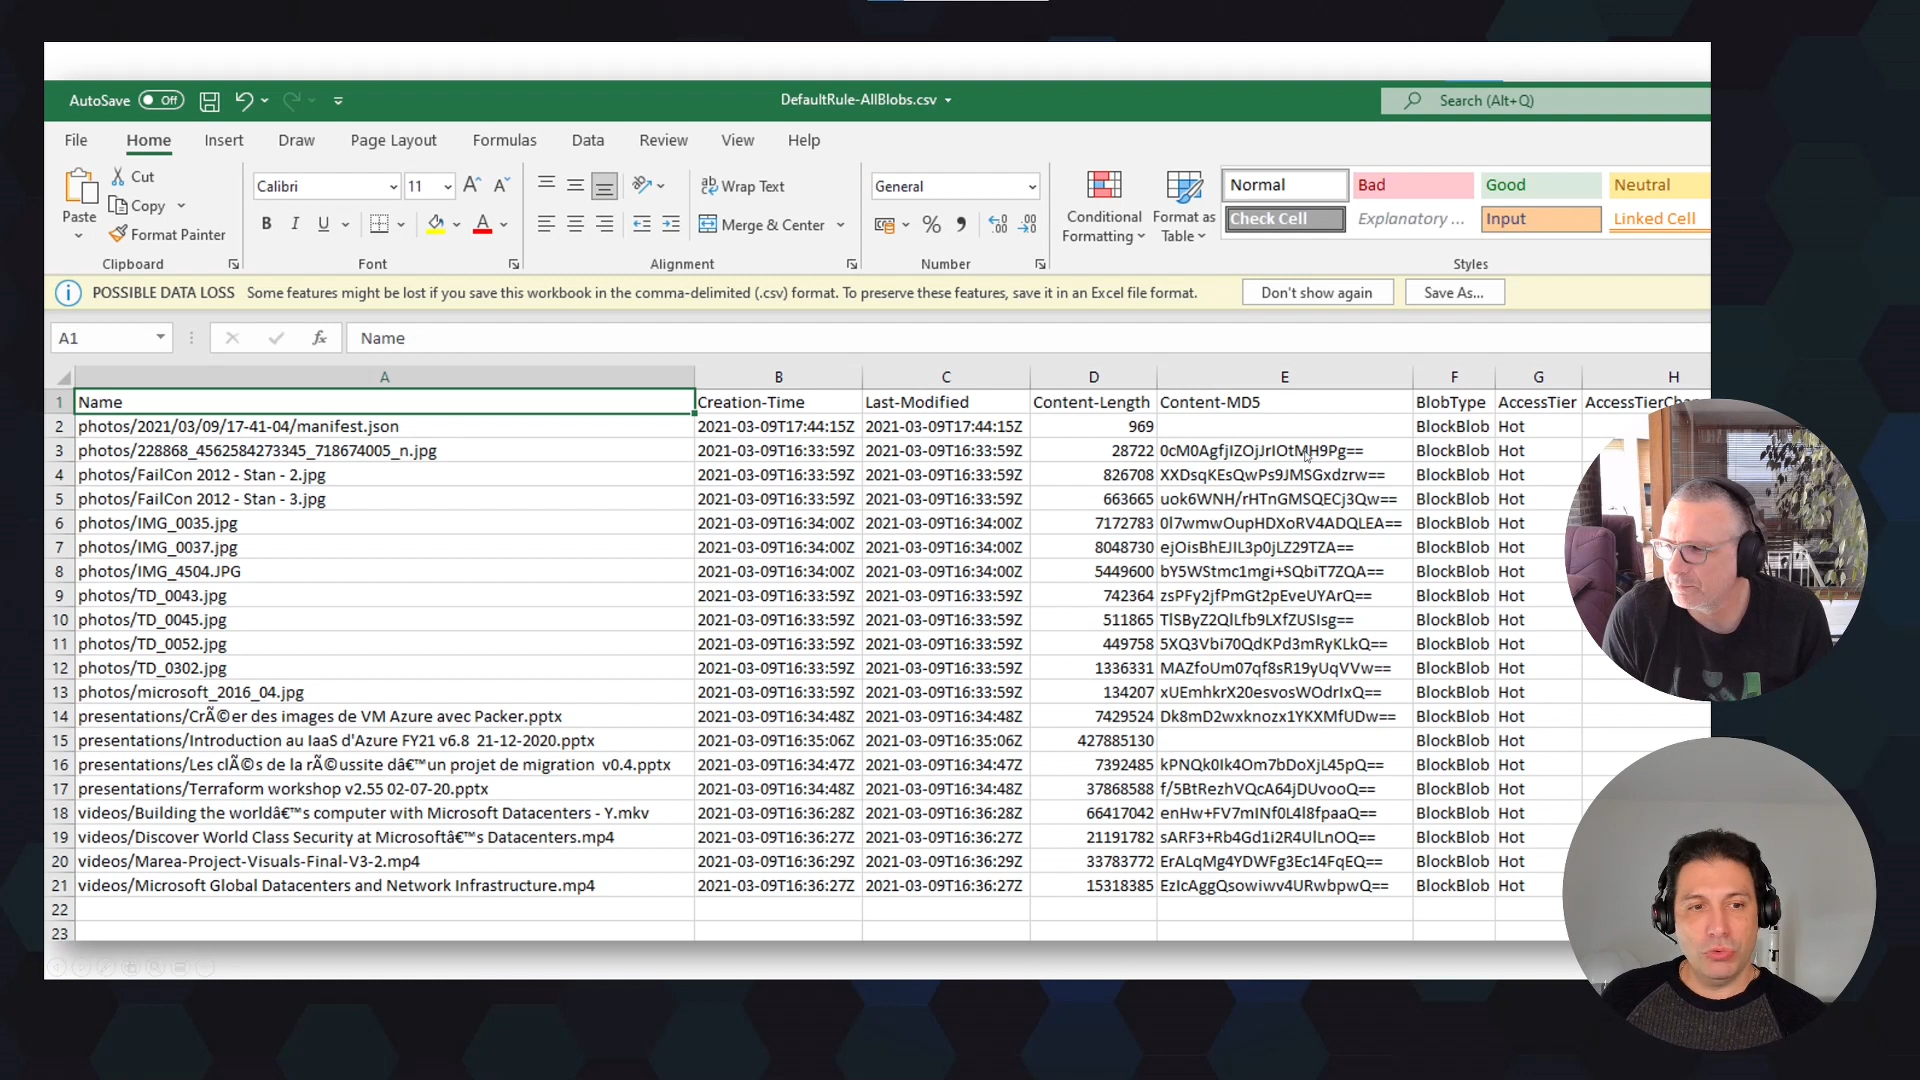 AutoSave Off DefaultRule-AllBlobs.csv Search (Alt+Q)
File Home Insert Draw Page Layout Formulas Data Review View Help
Paste Cut Copy Format Painter Clipboard
Calibri 11 B I U A Font
ab Wrap Text Merge & Center Alignment
General % Number
Conditional Formatting Format as Table
Normal Bad Good Neutral
Check Cell Explanatory ... Input Linked Cell
Styles
POSSIBLE DATA LOSS Some features might be lost if you save this workbook in the comma-delimited (.csv) format. To preserve these features, save it in an Excel file format. Don't show again Save As...
A1 fx Name
A B C D E F G H
1 Name Creation-Time Last-Modified Content-Length Content-MD5 BlobType AccessTier
2 photos/2021/03/09/17-41-04/manifest.json 2021-03-09T17:44:15Z 2021-03-09T17:44:15Z 969 BlockBlob Hot
3 photos/228868_4562584273345_718674005_n.jpg 2021-03-09T16:33:59Z 2021-03-09T16:33:59Z 28722 0cM0AgfjIZOjJrIOtMH9Pg== BlockBlob Hot
4 photos/FailCon 2012 - Stan - 2.jpg 2021-03-09T16:33:59Z 2021-03-09T16:33:59Z 826708 XXDsqKEsQwPs9JMSGxdzrw== BlockBlob Hot
5 photos/FailCon 2012 - Stan - 3.jpg 2021-03-09T16:33:59Z 2021-03-09T16:33:59Z 663665 uok6WNH/rHTnGMSQECj3Qw== BlockBlob Hot
6 photos/IMG_0035.jpg 2021-03-09T16:34:00Z 2021-03-09T16:34:00Z 7172783 0l7wmwOupHDXoRV4ADQLEA== BlockBlob Hot
7 photos/IMG_0037.jpg 2021-03-09T16:34:00Z 2021-03-09T16:34:00Z 8048730 ejOisBhEJIL3p0jLZ29TZA== BlockBlob Hot
8 photos/IMG_4504.JPG 2021-03-09T16:34:00Z 2021-03-09T16:34:00Z 5449600 bY5WStmc1mgi+SQbiT7ZQA== BlockBlob Hot
9 photos/TD_0043.jpg 2021-03-09T16:33:59Z 2021-03-09T16:33:59Z 742364 zsPFy2jfPmGt2pEveUYArQ== BlockBlob Hot
10 photos/TD_0045.jpg 2021-03-09T16:33:59Z 2021-03-09T16:33:59Z 511865 TlSByZ2QlLfb9LXfZUSIsg== BlockBlob Hot
11 photos/TD_0052.jpg 2021-03-09T16:33:59Z 2021-03-09T16:33:59Z 449758 5XQ3Vbi70QdKPd3mRyKLkQ== BlockBlob Hot
12 photos/TD_0302.jpg 2021-03-09T16:33:59Z 2021-03-09T16:33:59Z 1336331 MAZfoUm07qf8sR19yUqVVw== BlockBlob Hot
13 photos/microsoft_2016_04.jpg 2021-03-09T16:33:59Z 2021-03-09T16:33:59Z 134207 xUEmhkrX20esvosWOdrIxQ== BlockBlob Hot
14 presentations/CrÃ©er des images de VM Azure avec Packer.pptx 2021-03-09T16:34:48Z 2021-03-09T16:34:48Z 7429524 Dk8mD2wxknozx1YKXMfUDw== BlockBlob Hot
15 presentations/Introduction au IaaS d'Azure FY21 v6.8 21-12-2020.pptx 2021-03-09T16:35:06Z 2021-03-09T16:35:06Z 427885130 BlockBlob Hot
16 presentations/Les clÃ©s de la rÃ©ussite dâ€™un projet de migration v0.4.pptx 2021-03-09T16:34:47Z 2021-03-09T16:34:47Z 7392485 kPNQk0Ik4Om7bDoXjL45pQ== BlockBlob Hot
17 presentations/Terraform workshop v2.55 02-07-20.pptx 2021-03-09T16:34:48Z 2021-03-09T16:34:48Z 37868588 f/5BtRezhVQcA64jDUvooQ== BlockBlob Hot
18 videos/Building the worldâ€™s computer with Microsoft Datacenters - Y.mkv 2021-03-09T16:36:28Z 2021-03-09T16:36:28Z 66417042 enHw+FV7mINf0L4l8fpaaQ== BlockBlob Hot
19 videos/Discover World Class Security at Microsoftâ€™s Datacenters.mp4 2021-03-09T16:36:27Z 2021-03-09T16:36:27Z 21191782 sARF3+Rb4Gd1i2R4UlLnOQ== BlockBlob Hot
20 videos/Marea-Project-Visuals-Final-V3-2.mp4 2021-03-09T16:36:29Z 2021-03-09T16:36:29Z 33783772 ErALqMg4YDWFg3Ec14FqEQ== BlockBlob Hot
21 videos/Microsoft Global Datacenters and Network Infrastructure.mp4 2021-03-09T16:36:27Z 2021-03-09T16:36:27Z 15318385 EzIcAggQsowiwv4URwbpwQ== BlockBlob Hot
22
23